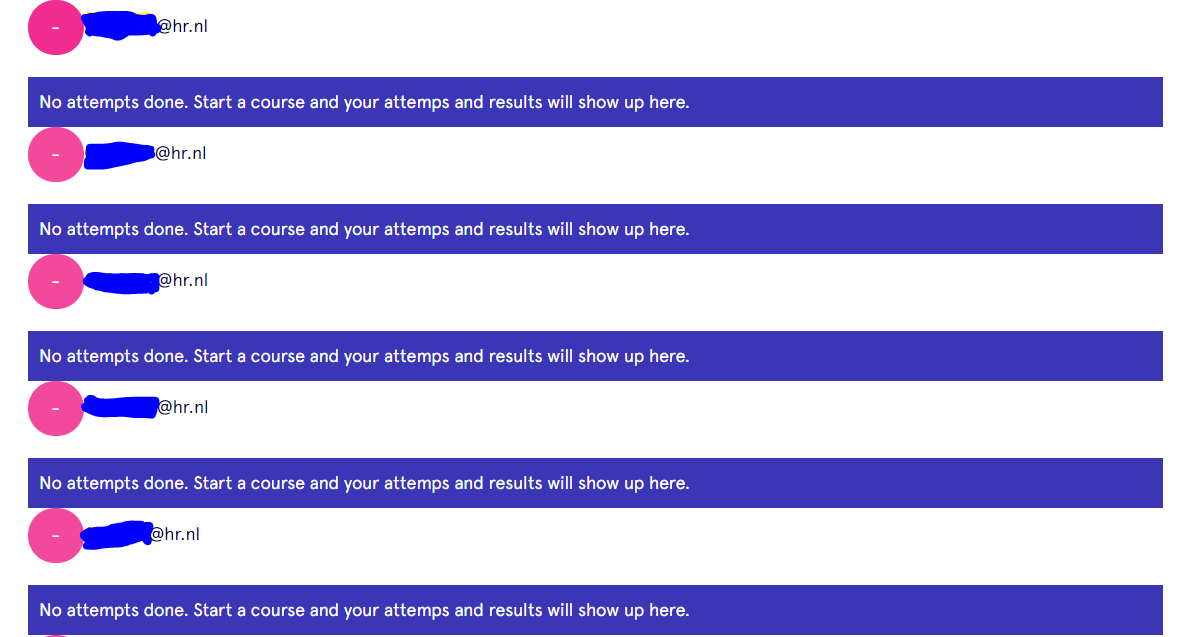 -
@hr.nl
No attempts done. Start a course and your attemps and results will show up here.
-
@hr.nl
No attempts done. Start a course and your attemps and results will show up here.
-
@hr.nl
No attempts done. Start a course and your attemps and results will show up here.
-
@hr.nl
No attempts done. Start a course and your attemps and results will show up here.
-
@hr.nl
No attempts done. Start a course and your attemps and results will show up here.